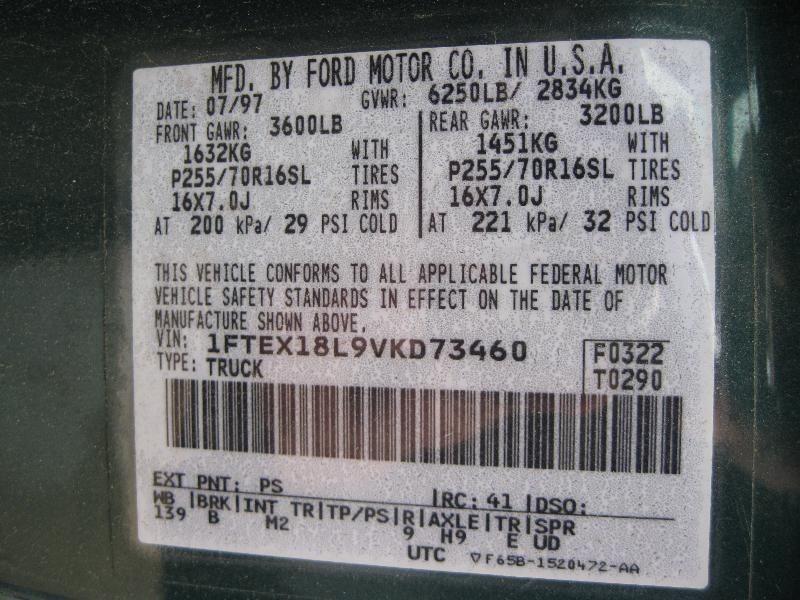 MFD. BY FORD MOTOR CO. IN U.S.A.
DATE: 07/97 GVWR: 6250LB/ 2834KG
FRONT GAWR: 3600LB REAR GAWR: 3200LB
1632KG WITH 1451KG WITH
P255/70R16SL TIRES P255/70R16SL TIRES
16X7.0J RIMS 16X7.0J RIMS
AT 200 kPa/ 29 PSI COLD AT 221 kPa/ 32 PSI COLD
THIS VEHICLE CONFORMS TO ALL APPLICABLE FEDERAL MOTOR
VEHICLE SAFETY STANDARDS IN EFFECT ON THE DATE OF
MANUFACTURE SHOWN ABOVE.
VIN: 1FTEX18L9VKD73460 F0322
TYPE: TRUCK T0290
EXT PNT: PS RC: 41 DSO:
WB BRK INT TR TP/PS R AXLE TR SPR
139 B M2 9 H9 E UD
UTC ▽F65B-1520472-AA